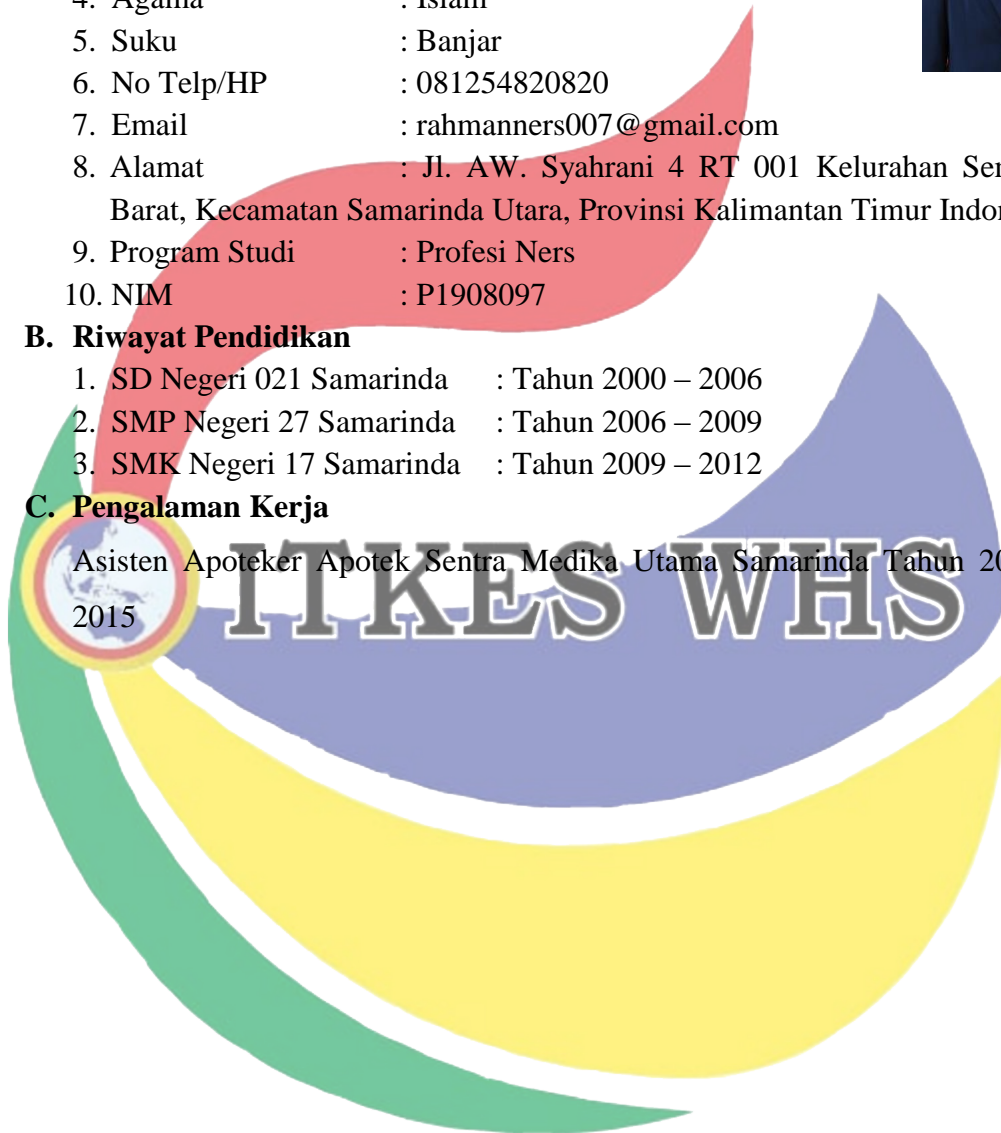 4. Agama : Islam
5. Suku : Banjar
6. No Telp/HP : 081254820820
7. Email : rahmanners007@gmail.com
8. Alamat : Jl. AW. Syahrani 4 RT 001 Kelurahan
Barat, Kecamatan Samarinda Utara, Provinsi Kalimantan Timur
9. Program Studi : Profesi Ners
10. NIM : P1908097
B. Riwayat Pendidikan
1. SD Negeri 021 Samarinda : Tahun 2000 – 2006
2. SMP Negeri 27 Samarinda : Tahun 2006 – 2009
3. SMK Negeri 17 Samarinda : Tahun 2009 – 2012
C. Pengalaman Kerja
Asisten Apoteker Apotek Sentra Medika Utama Samarinda Tahun
2015
ITKES WHS